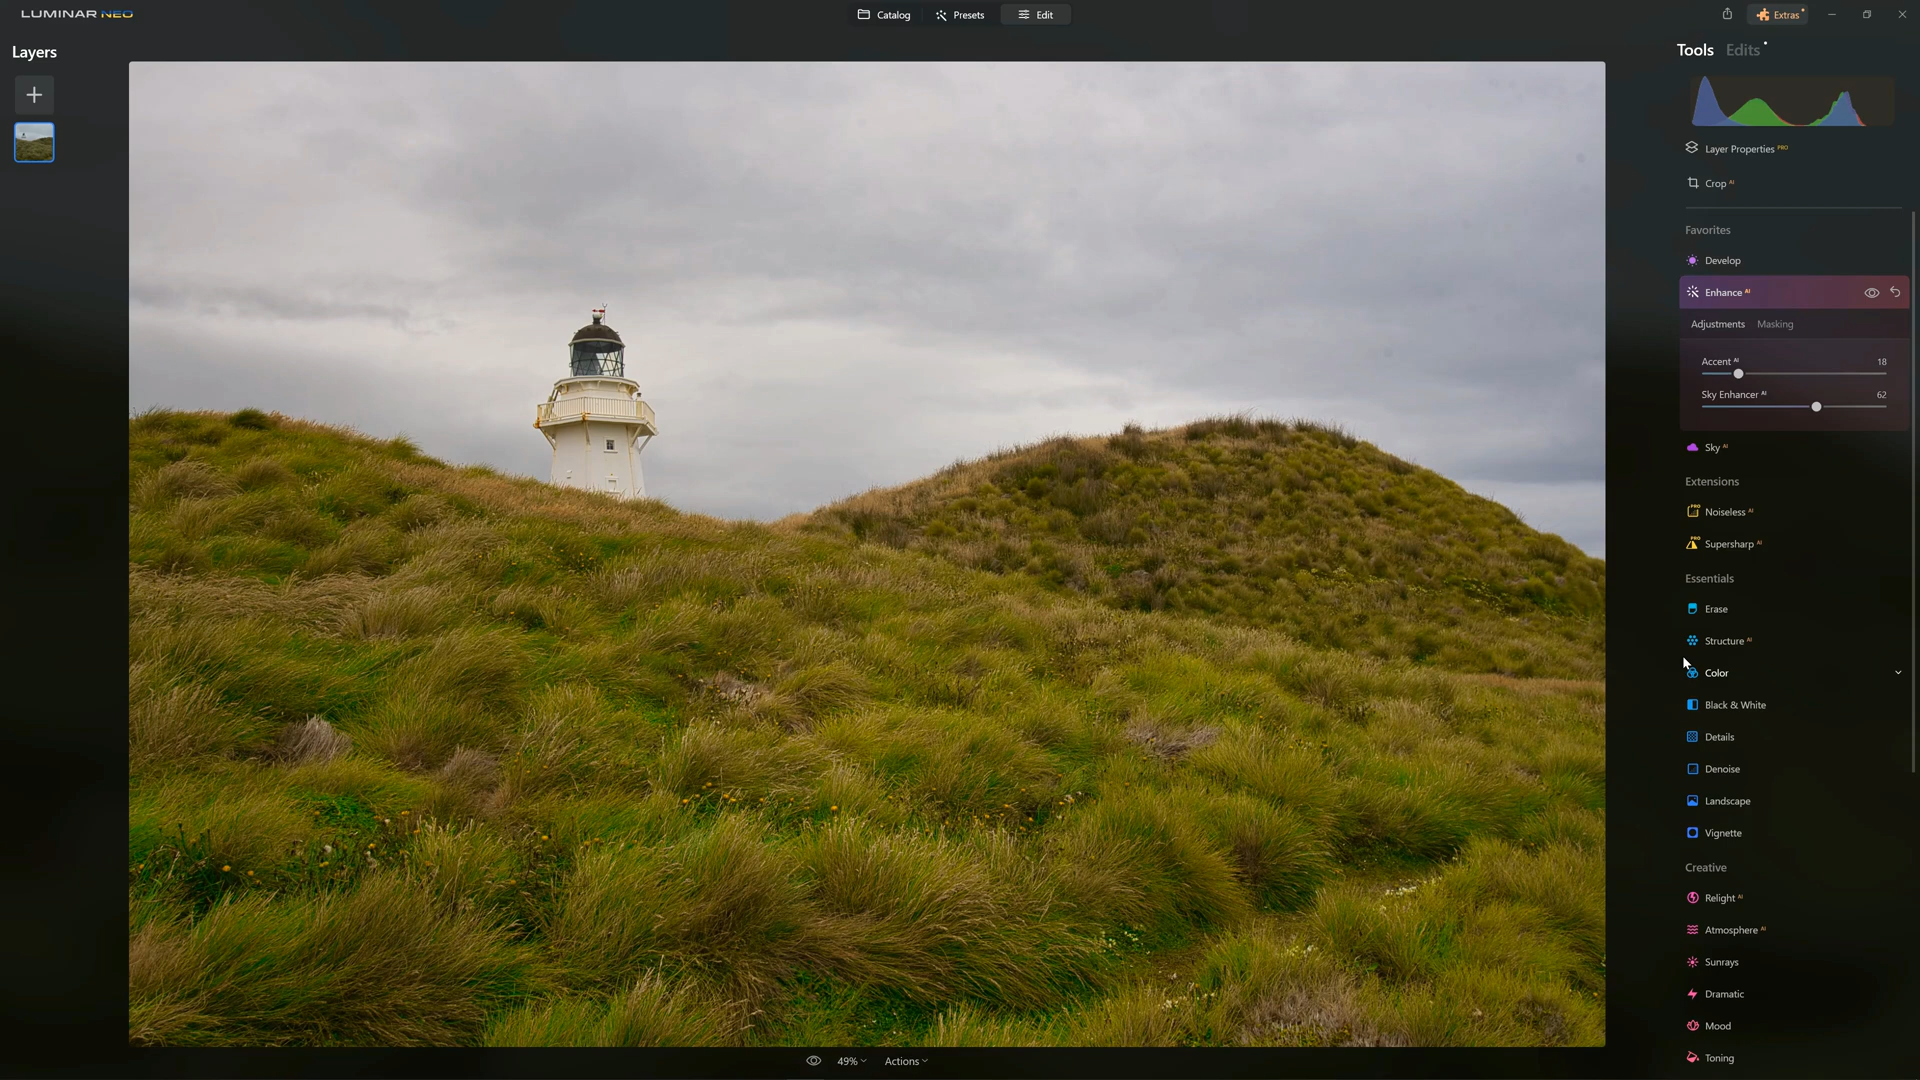 LUMINAR NEO
Catalog
Presets
Edit
Extras
Layers
Tools Edits
Layer Properties PRO
Crop AI
Favorites
Develop
Enhance AI
Adjustments Masking
Accent AI 18
Sky Enhancer AI 62
Sky AI
Extensions
PRO Noiseless AI
PRO Supersharp AI
Essentials
Erase
Structure AI
Color
Black & White
Details
Denoise
Landscape
Vignette
Creative
Relight AI
Atmosphere AI
Sunrays
Dramatic
Mood
Toning
49% Actions